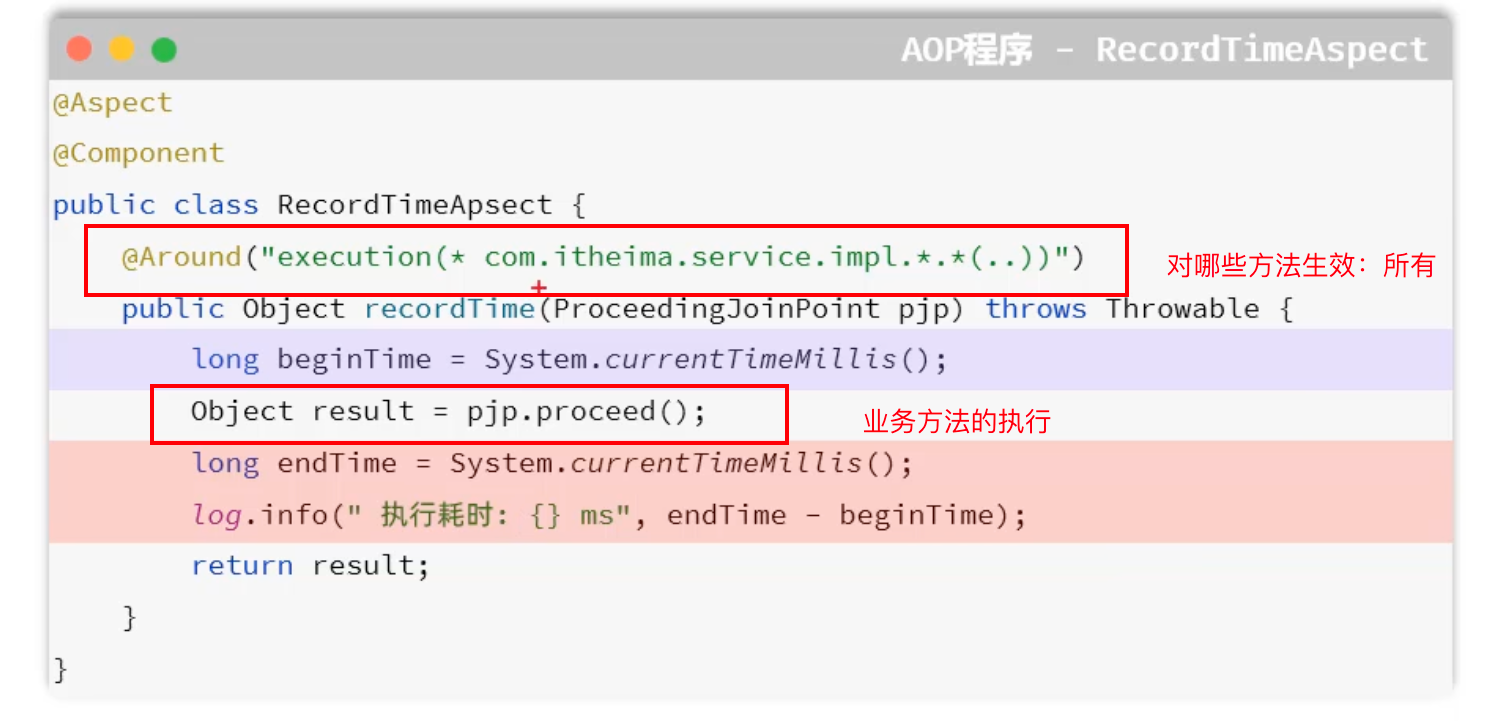 AOP程序 - RecordTimeAspect
@Aspect
@Component
public class RecordTimeApsect {
@Around("execution(* com.itheima.service.impl.*.*(..))")
对哪些方法生效：所有
public Object recordTime(ProceedingJoinPoint pjp) throws Throwable {
long beginTime = System.currentTimeMillis();
Object result = pjp.proceed();
业务方法的执行
long endTime = System.currentTimeMillis();
log.info(" 执行耗时: {} ms", endTime - beginTime);
return result;
}
}